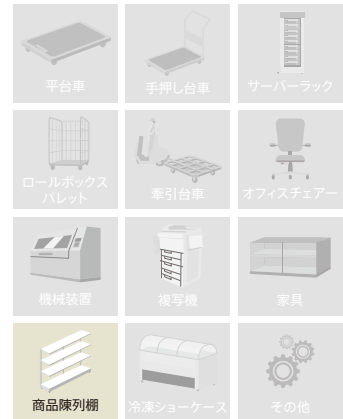 平台車
手押し台車
サーバーラック
ロールボックス
パレット
牽引台車
オフィスチェアー
機械装置
複写機
家具
商品陳列棚
冷凍ショーケース
その他